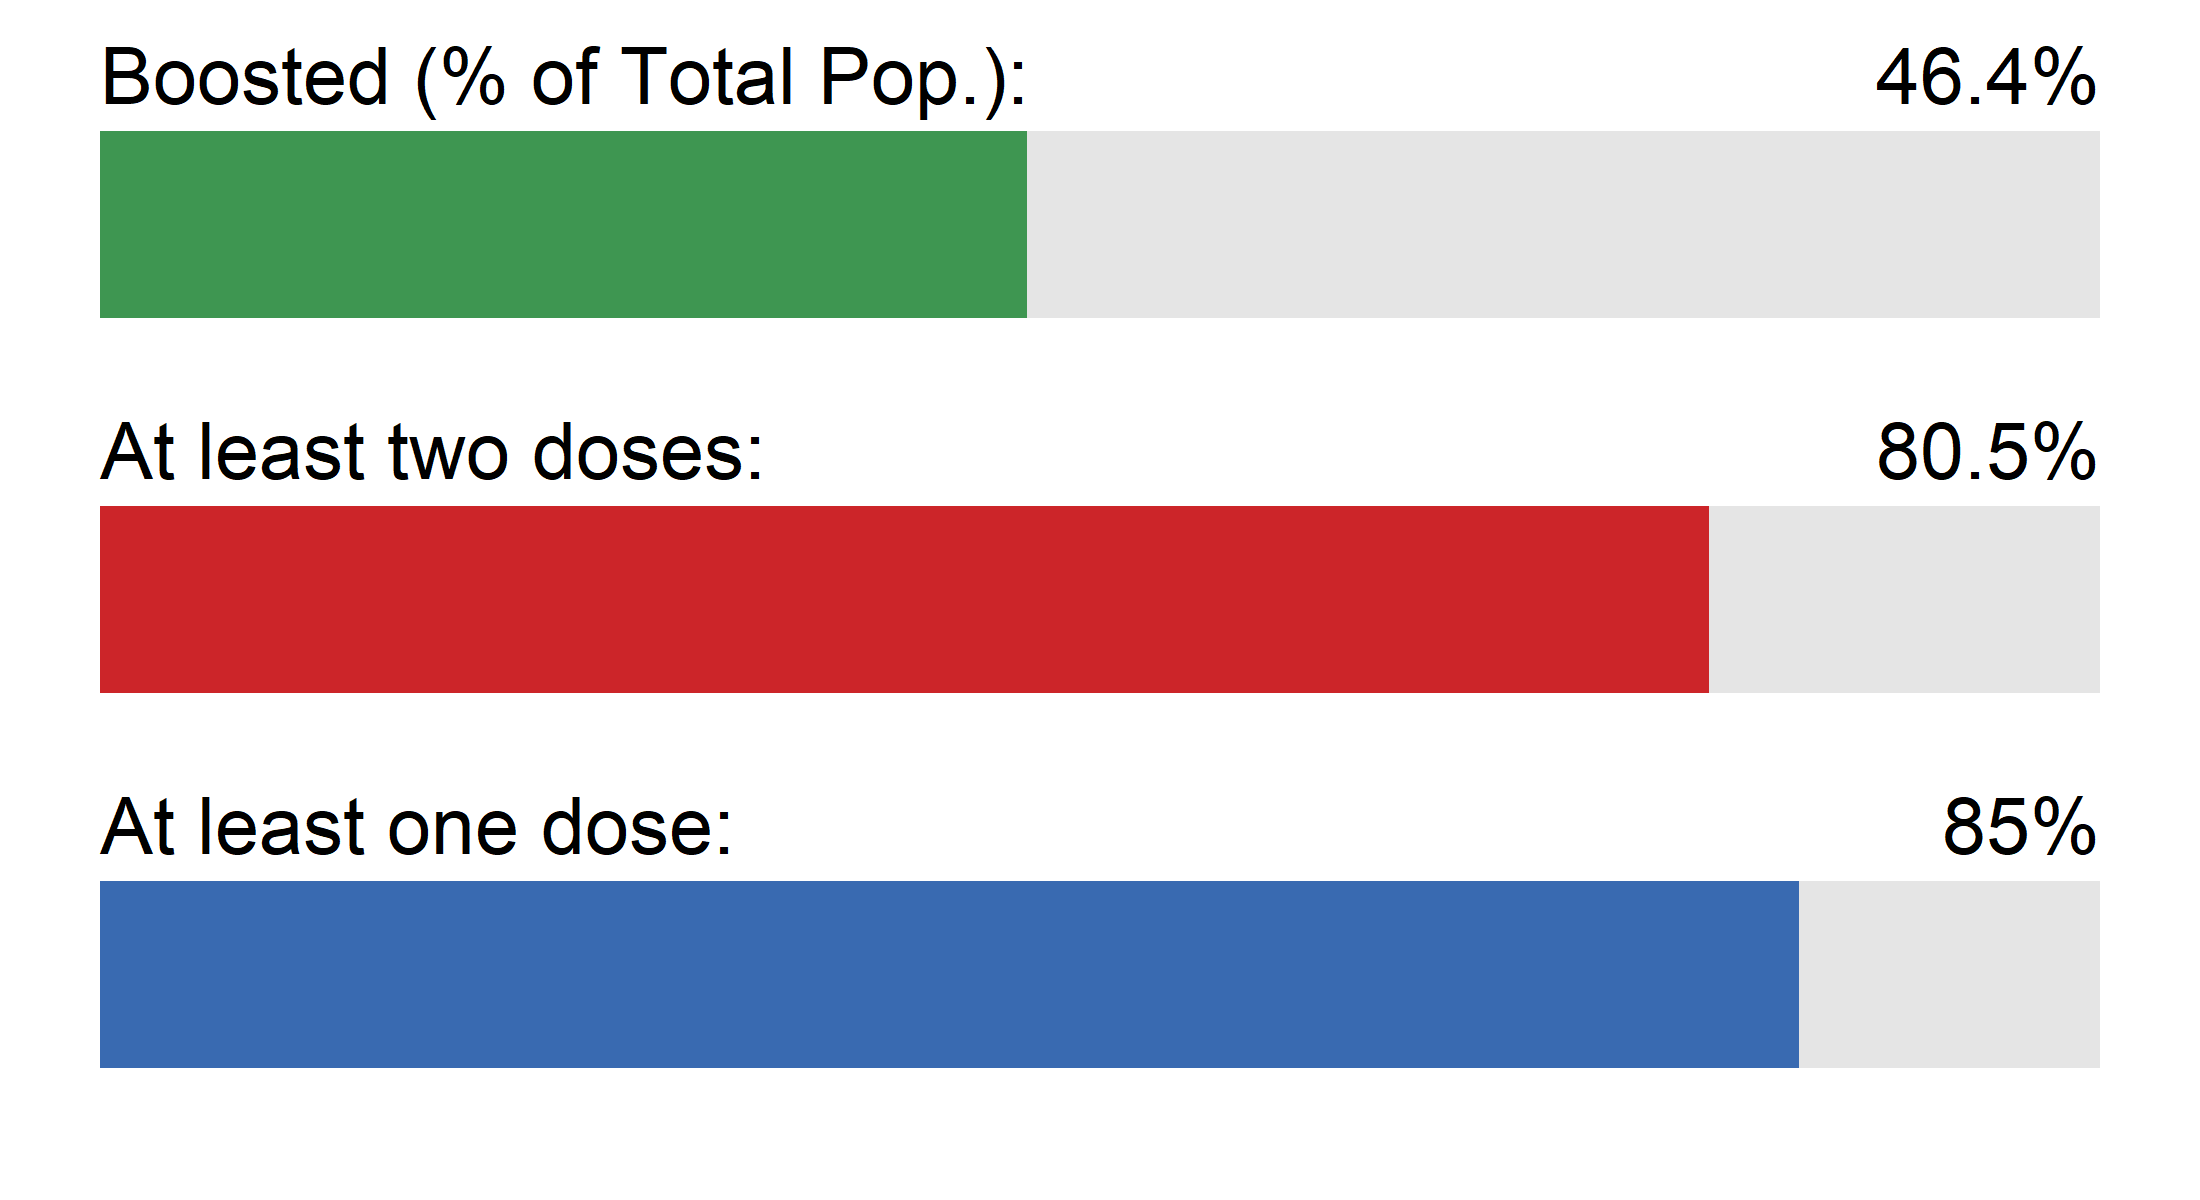 Boosted (% of Total Pop.): 46.4%
At least two doses: 80.5%
At least one dose: 85%